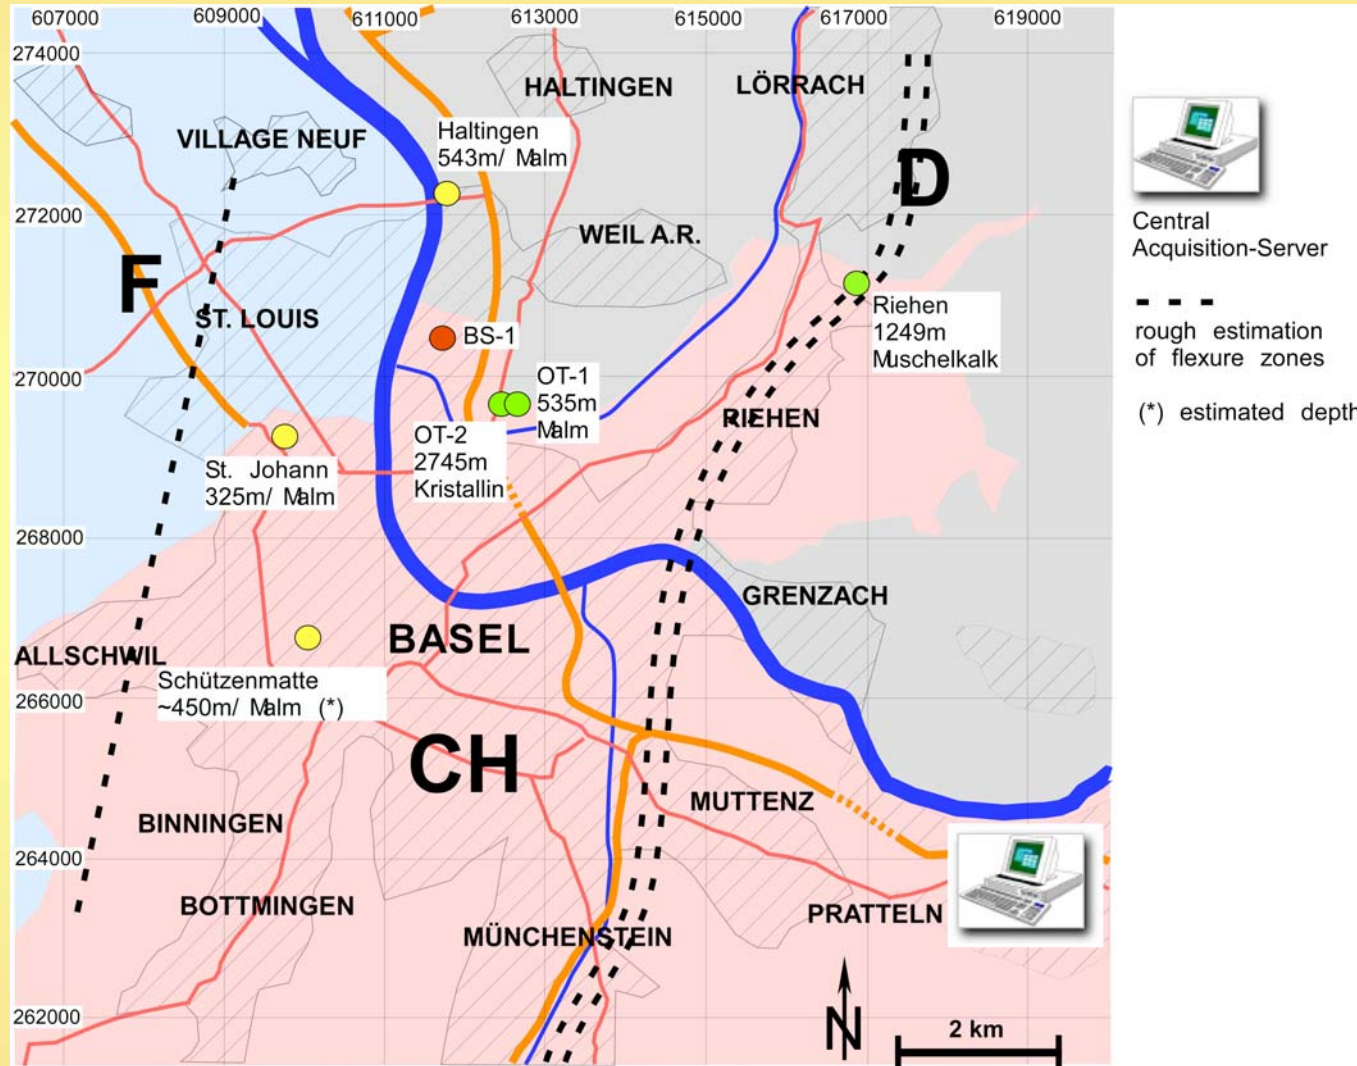 607000 609000 611000 613000 615000 617000 619000
274000
HALTINGEN
LÖRRACH
VILLAGE NEUF
Haltingen
543m/ Malm
D
272000
WEIL A.R.
Central
Acquisition-Server
F
ST. LOUIS
BS-1
Riehen
1249m
Muschelkalk
rough estimation
of flexure zones
270000
OT-1
535m
Malm
(*) estimated depth
RIEHEN
OT-2
2745m
Kristallin
St. Johann
325m/ Malm
268000
GRENZACH
BASEL
ALLSCHWIL
Schützenmatte
~450m/ Malm (*)
266000
CH
MUTTENZ
BINNINGEN
264000
BOTTMINGEN
PRATTELN
MÜNCHENSTEIN
262000
N
2 km